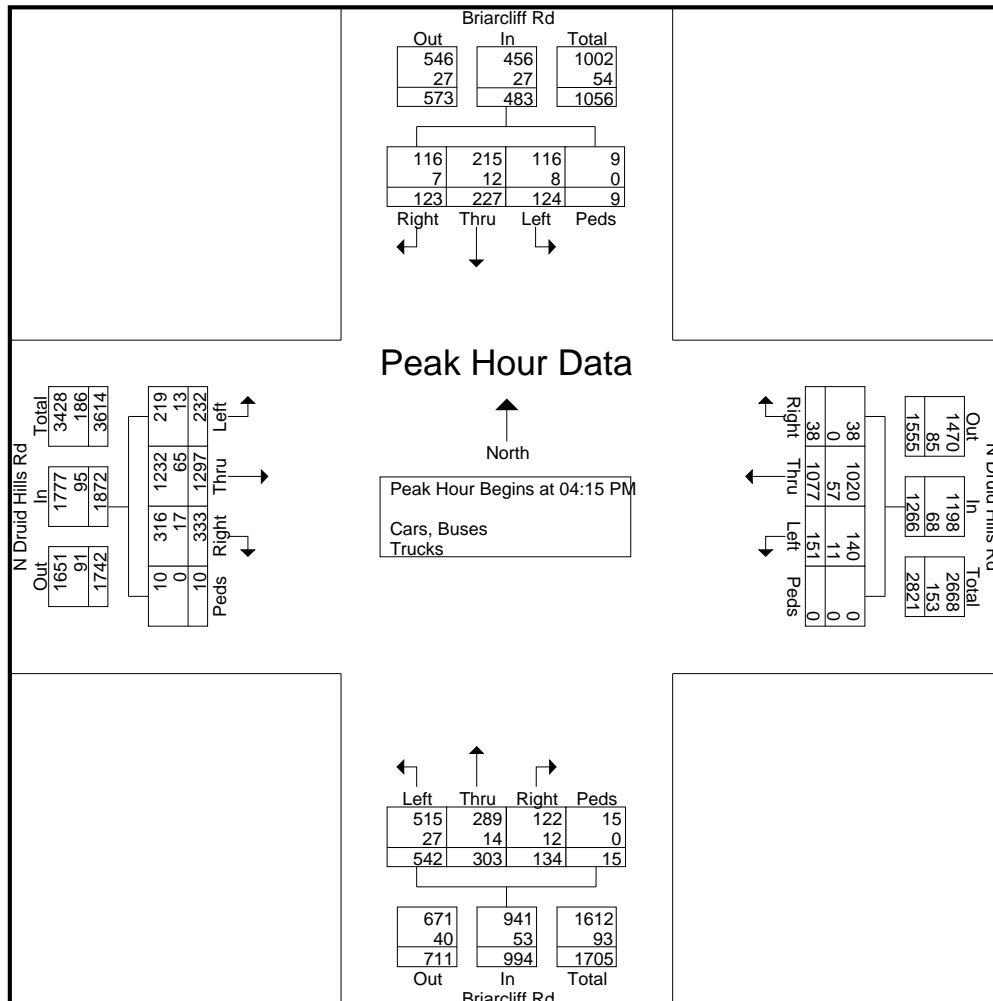 Briarcliff Rd
Out In Total
546 456 1002
27 27 54
573 483 1056
116 215 116 9
7 12 8 0
123 227 124 9
Right Thru Left Peds
Peak Hour Data
North
Peak Hour Begins at 04:15 PM
Cars, Buses
Trucks
N Druid Hills Rd
Out In Total
1651 1777 3428
91 95 186
1742 1872 3614
219 1232 316 10
13 65 17 0
232 1297 333 10
Left Thru Right Peds
Right Thru Left Peds
38 1077 151 0
0 57 11 0
38 1020 140 0
1555 1266 2821
85 68 153
1470 1198 2668
Out In Total
N Druid Hills Rd
Left Thru Right Peds
515 289 122 15
27 14 12 0
542 303 134 15
671 941 1612
40 53 93
711 994 1705
Out In Total
Briarcliff Rd